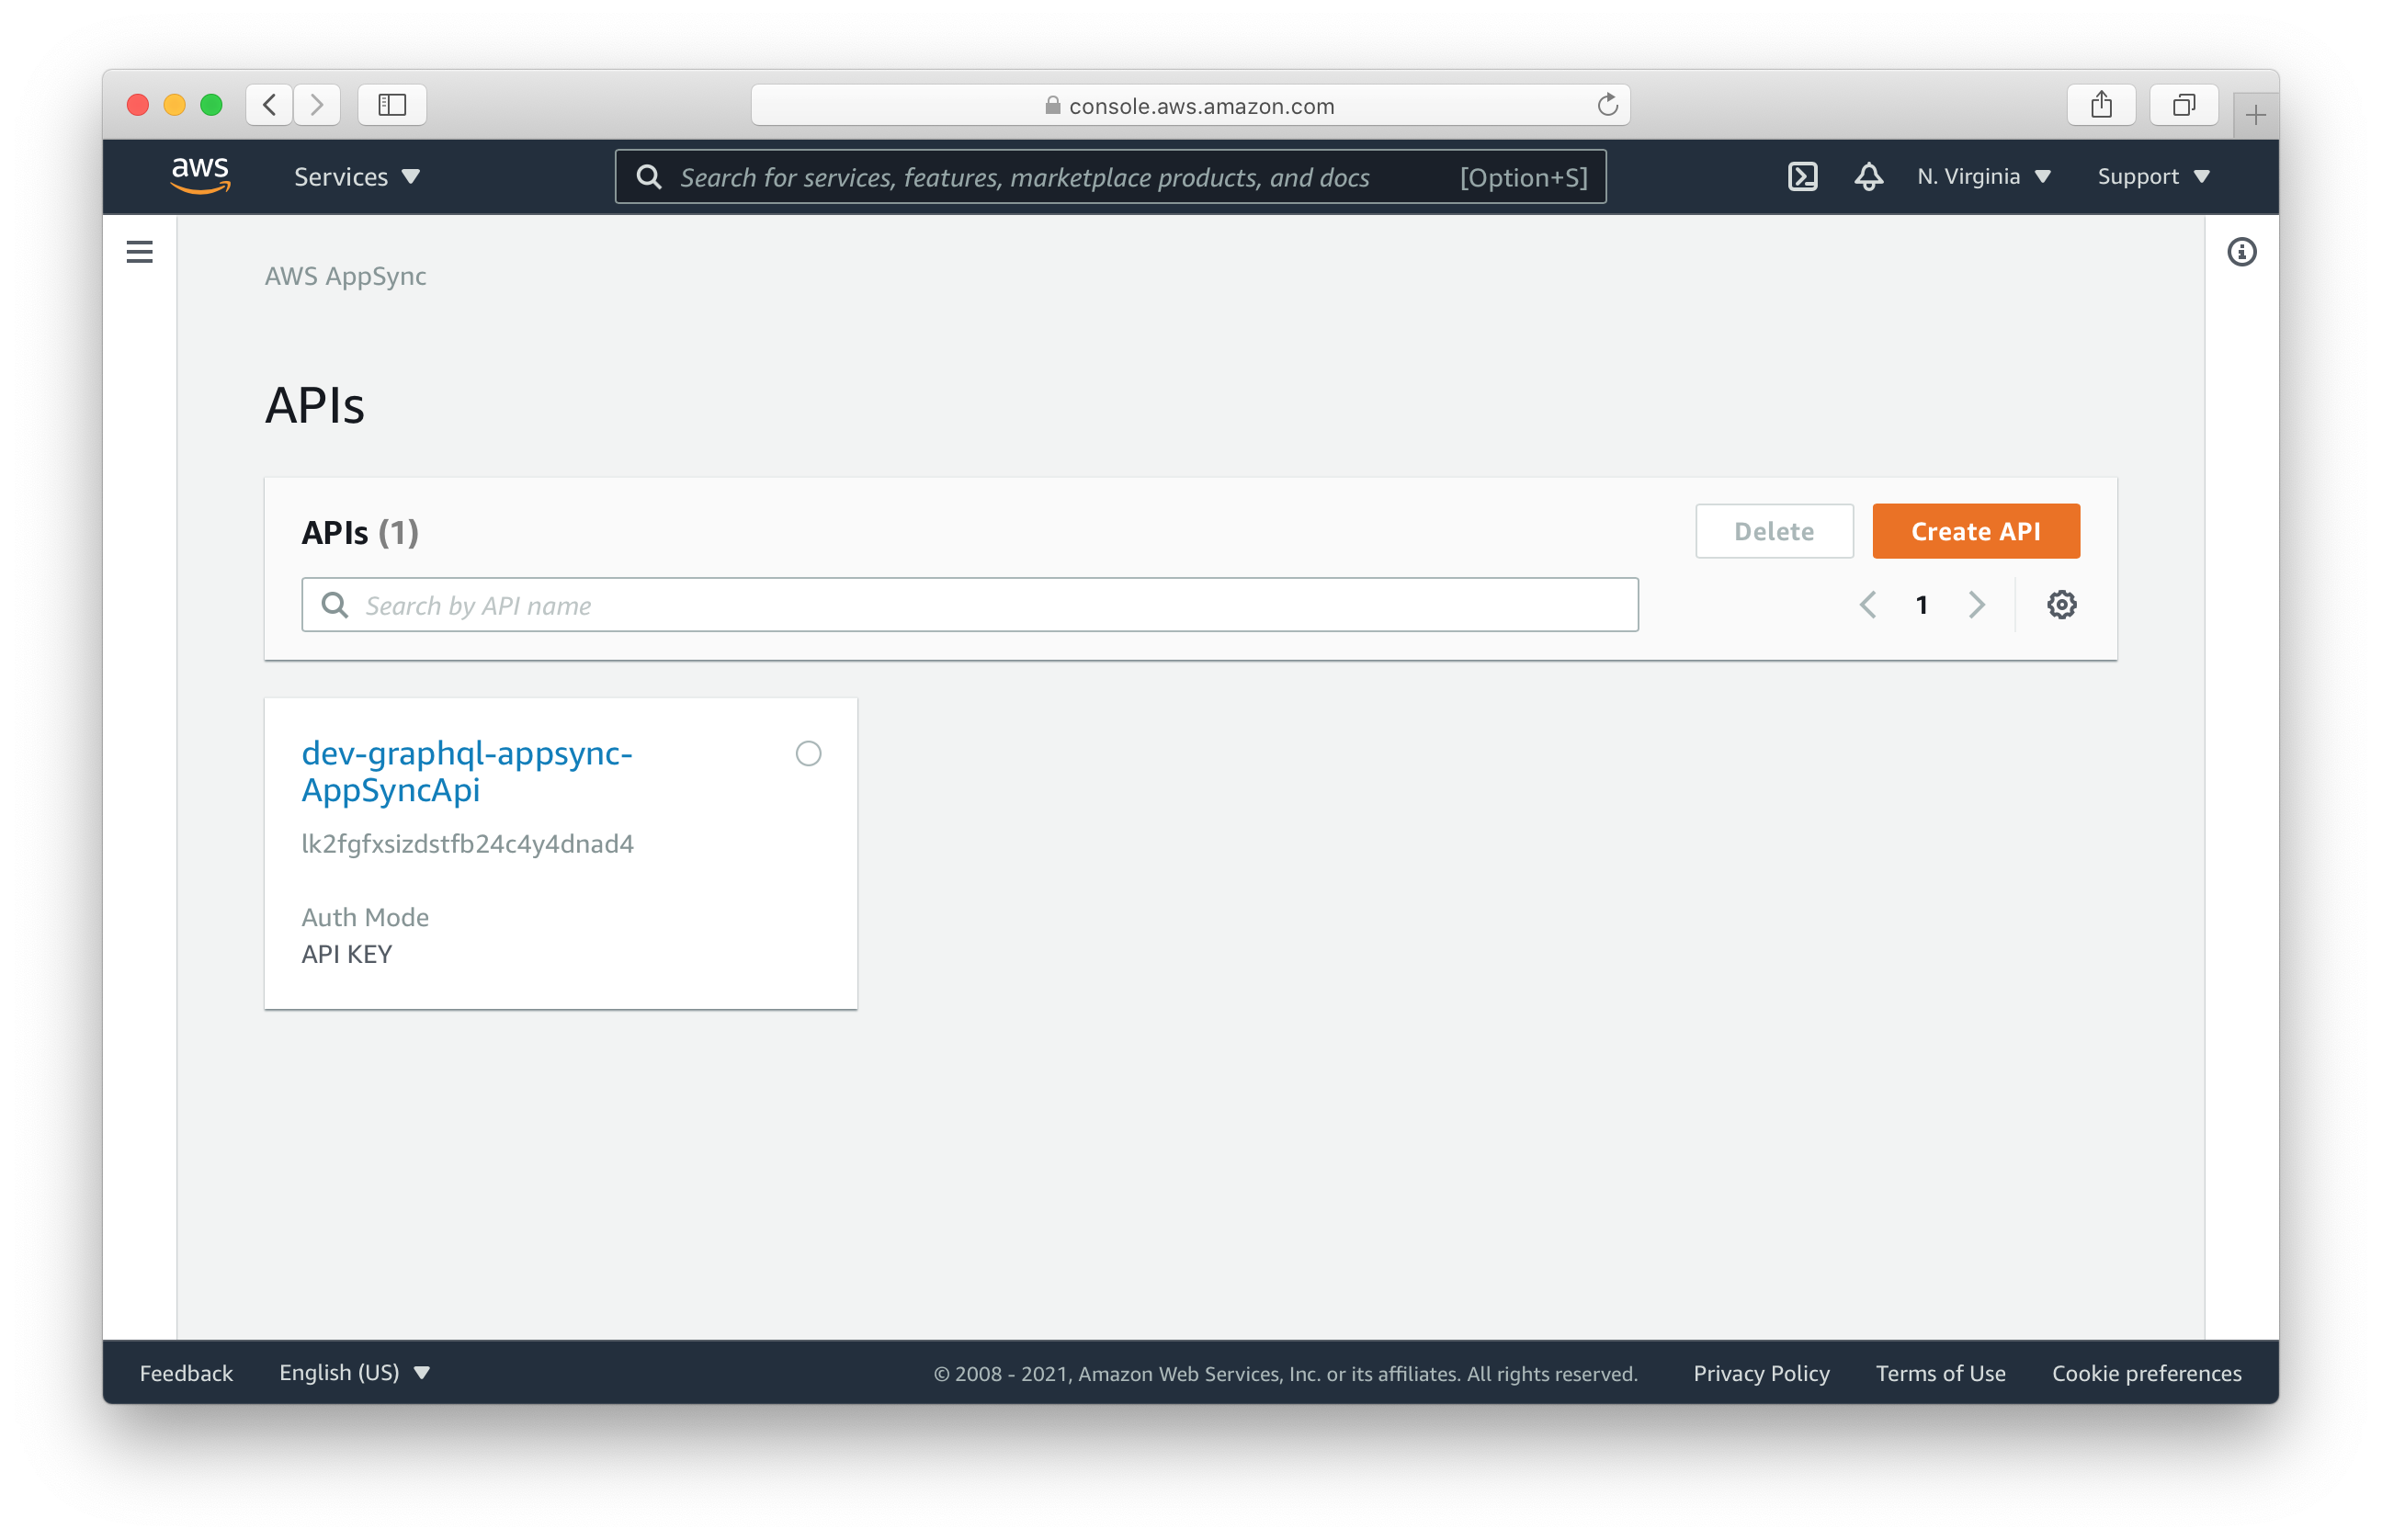 console.aws.amazon.com
aws
Services
Search for services, features, marketplace products, and docs
[Option+S]
N. Virginia
Support
AWS AppSync
APIs
APIs (1)
Delete
Create API
Search by API name
1
dev-graphql-appsync-
AppSyncApi
lk2fgfxsizdstfb24c4y4dnad4
Auth Mode
API KEY
Feedback
English (US)
© 2008 - 2021, Amazon Web Services, Inc. or its affiliates. All rights reserved.
Privacy Policy
Terms of Use
Cookie preferences